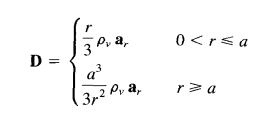 D = { r/3 ρ_v a_r    0 < r ≤ a
a³/3r² ρ_v a_r    r ≥ a